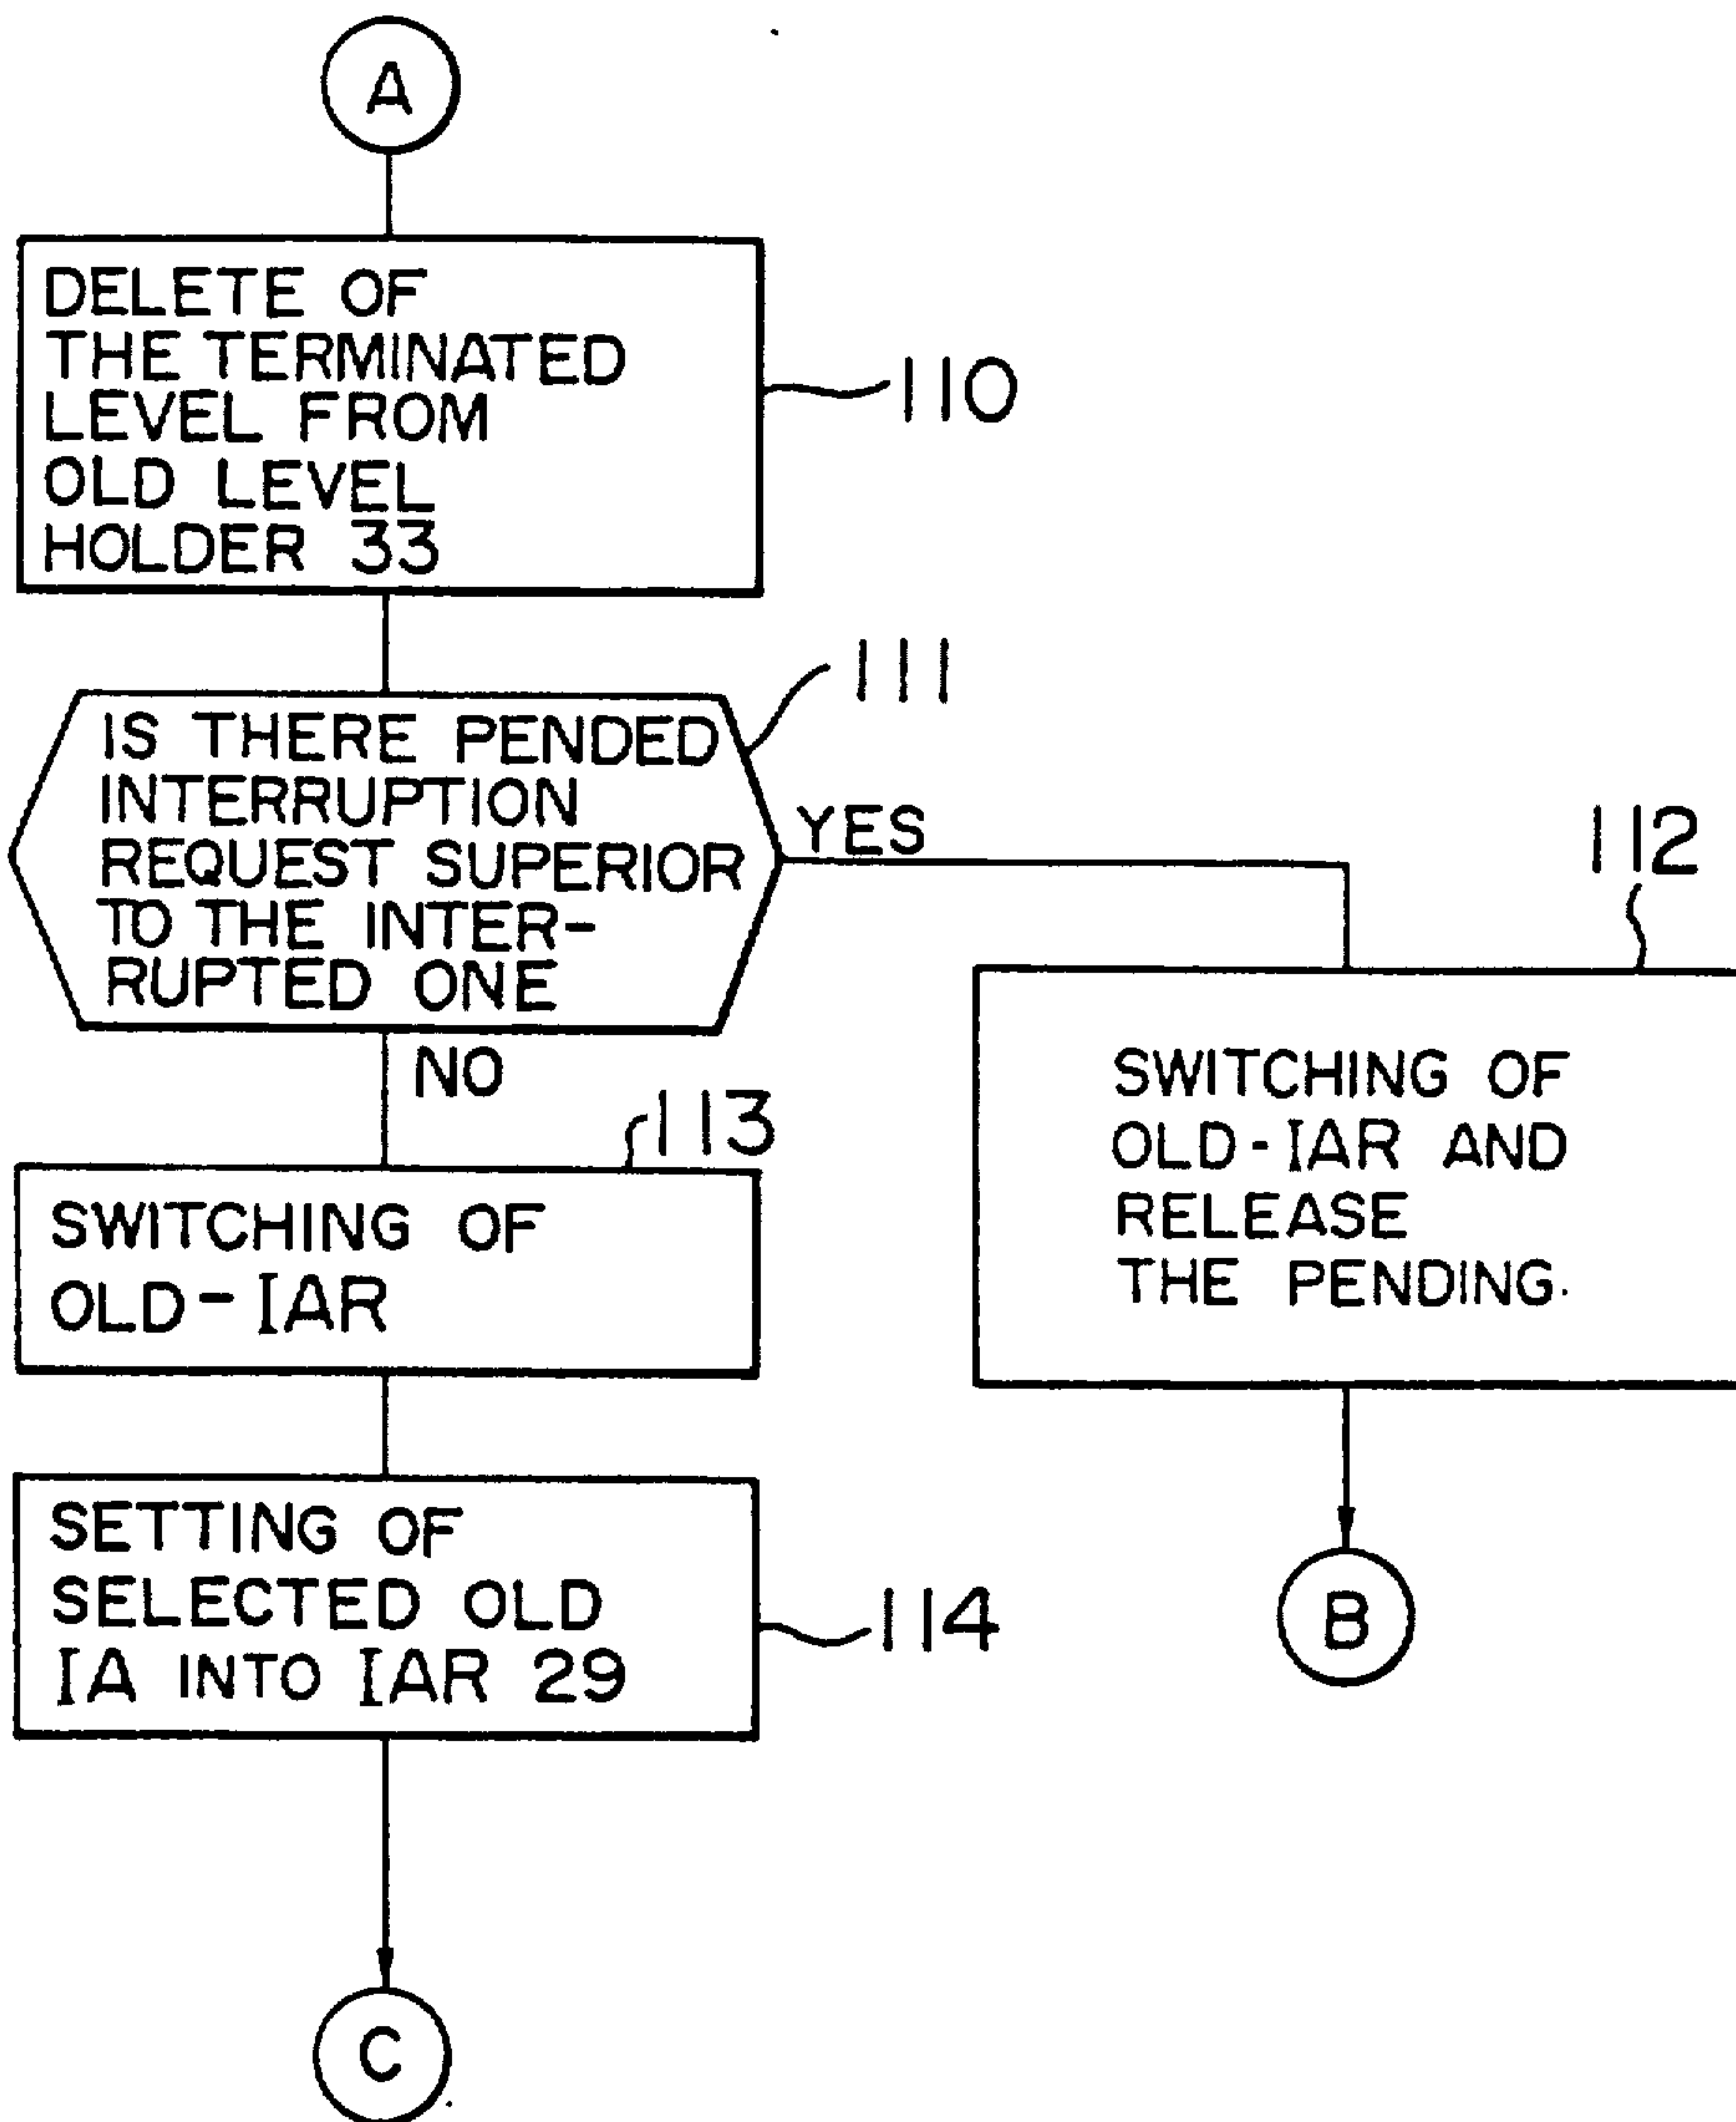 A
DELETE OF
THE TERMINATED
LEVEL FROM
OLD LEVEL
HOLDER 33
110
IS THERE PENDED
INTERRUPTION
REQUEST SUPERIOR
TO THE INTER-
RUPTED ONE
111
YES
NO
112
SWITCHING OF
OLD-IAR AND
RELEASE
THE PENDING.
113
SWITCHING OF
OLD-IAR
SETTING OF
SELECTED OLD
IA INTO IAR 29
114
B
C